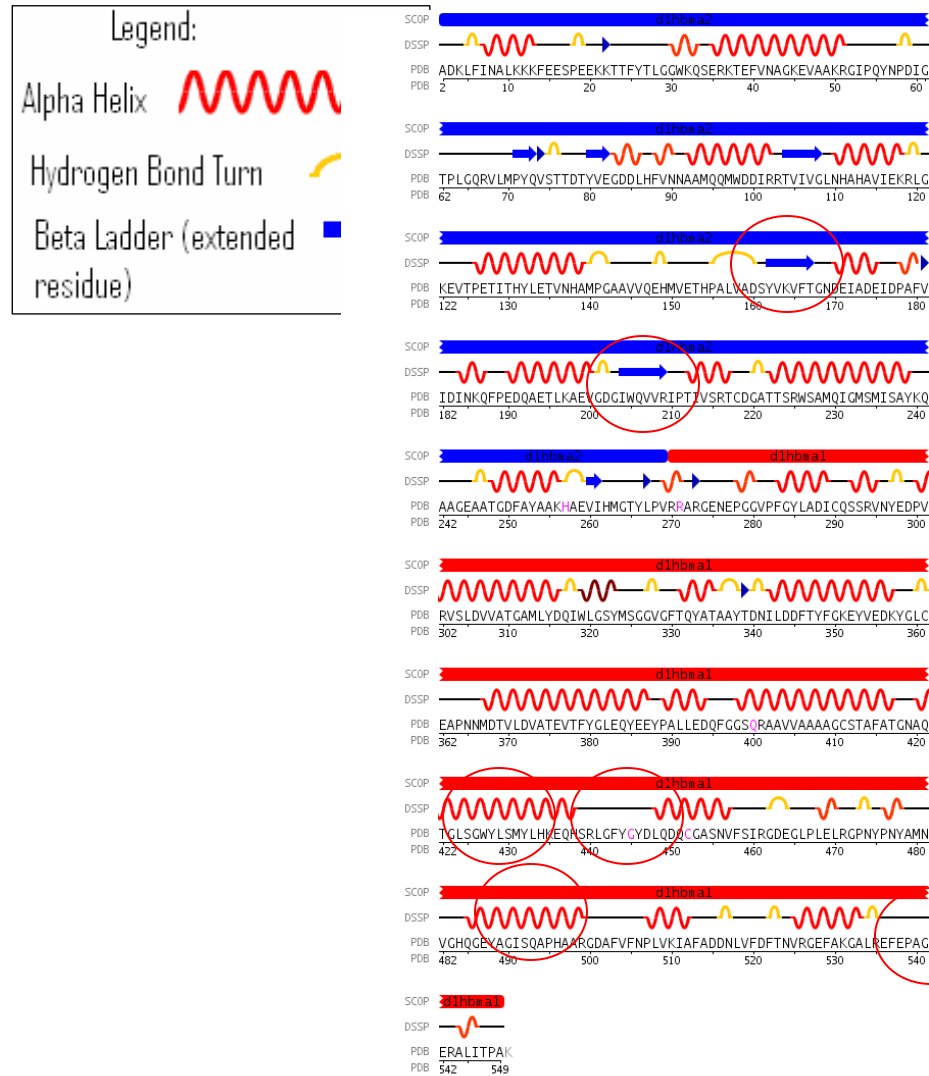 Legend:
Alpha Helix
Hydrogen Bond Turn
Beta Ladder (extended
residue)
SCOP d1hbma2
DSSP
PDB ADKLFINALKKKFEESPEEKKTTFYTLGGWKQSERKTEFVNAGKEVAAKRGIPQYNPDIG
PDB 2 10 20 30 40 50 60
SCOP d1hbma2
DSSP
PDB TPLGQRVLMPYQVSTTDTYVEGDDLHFVNNAAMQQMWDDIRRTVIVGLNHAHAVIEKRLG
PDB 62 70 80 90 100 110 120
SCOP d1hbma2
DSSP
PDB KEVTPETITHYLETVNHAMPGAAVVQEHMVETHPALVADSYVKVFTGNDEIADEIDPAFV
PDB 122 130 140 150 160 170 180
SCOP d1hbma2
DSSP
PDB IDINKQFPEDQAETLKAEVGDGIWQVVRIPTIVSRTCDGATTSRWSAMQIGMSMISAYKQ
PDB 182 190 200 210 220 230 240
SCOP d1hbma2 d1hbma1
DSSP
PDB AAGEAATGDFAYAAKHAEVIHMGTYLPVRRARGENEPGGVPFGYLADICQSSRVNYEDPV
PDB 242 250 260 270 280 290 300
SCOP d1hbma1
DSSP
PDB RVSLDVVATGAMLYDQIWLGSYMSGGVGFTQYATAAYTDNILDDFTYFGKEYVEDKYGLC
PDB 302 310 320 330 340 350 360
SCOP d1hbma1
DSSP
PDB EAPNNMDTVLDVATEVTFYGLEQYEEYPALLEDQFGGSQRAAVVAAAAGCSTAFATGNAQ
PDB 362 370 380 390 400 410 420
SCOP d1hbma1
DSSP
PDB TGLSGWYLSMYLHKEQHSRLGFYGYDLQDQCGASNVFSIRGDEGLPLELRGPNYPNYAMN
PDB 422 430 440 450 460 470 480
SCOP d1hbma1
DSSP
PDB VGHQGEYAGISQAPHAARGDAFVFNPLVKIAFADDNLVFDFTNVRGEFAKGALREFEPAG
PDB 482 490 500 510 520 530 540
SCOP d1hbma1
DSSP
PDB ERALITPAK
PDB 542 549